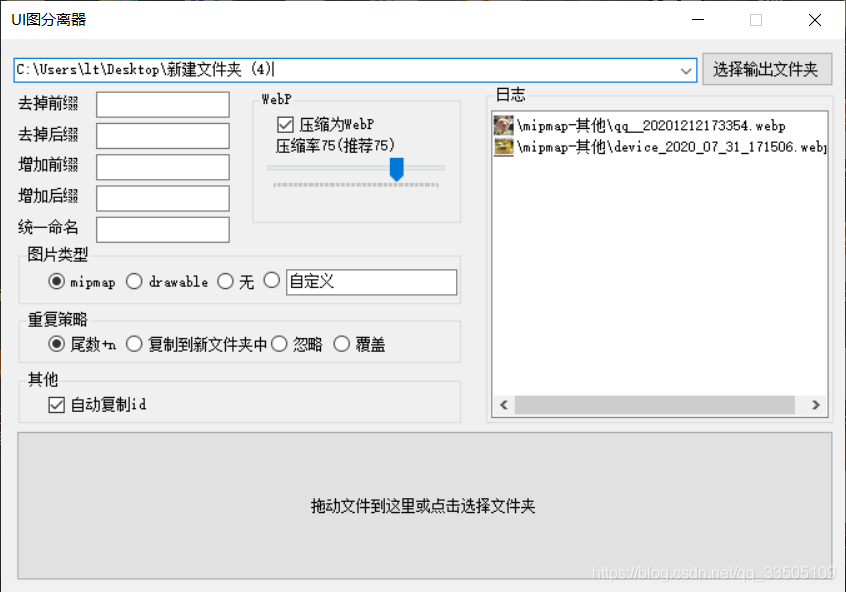 UI图分离器
C:\Users\lt\Desktop\新建文件夹 (4)
选择输出文件夹
去掉前缀
去掉后缀
增加前缀
增加后缀
统一命名
WebP
压缩为WebP
压缩率75(推荐75)
图片类型
mipmap drawable 无 自定义
重复策略
尾数+n 复制到新文件夹中 忽略 覆盖
其他
自动复制id
日志
\mipmap-其他\qq__20201212173354.webp
\mipmap-其他\device_2020_07_31_171506.webp
拖动文件到这里或点击选择文件夹
https://blog.csdn.net/qq_33505109